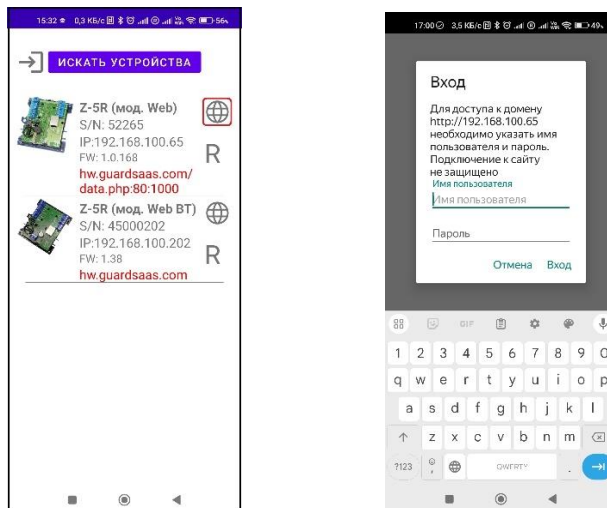 15:32 0,3 КБ/с 56%
ИСКАТЬ УСТРОЙСТВА
Z-5R (мод. Web)
S/N: 52265
IP:192.168.100.65
FW: 1.0.168
R
hw.guardsaas.com/
data.php:80:1000
Z-5R (мод. Web BT)
S/N: 45000202
IP:192.168.100.202
FW: 1.38
R
hw.guardsaas.com
17:00 3,5 КБ/с 49%
Вход
Для доступа к домену
http://192.168.100.65
необходимо указать имя
пользователя и пароль.
Подключение к сайту
не защищено
Имя пользователя
Имя пользователя
Пароль
Отмена Вход
GIF
1 2 3 4 5 6 7 8 9 0
q w e r t y u i o p
a s d f g h j k l
z x c v b n m
?123 , QWERTY .